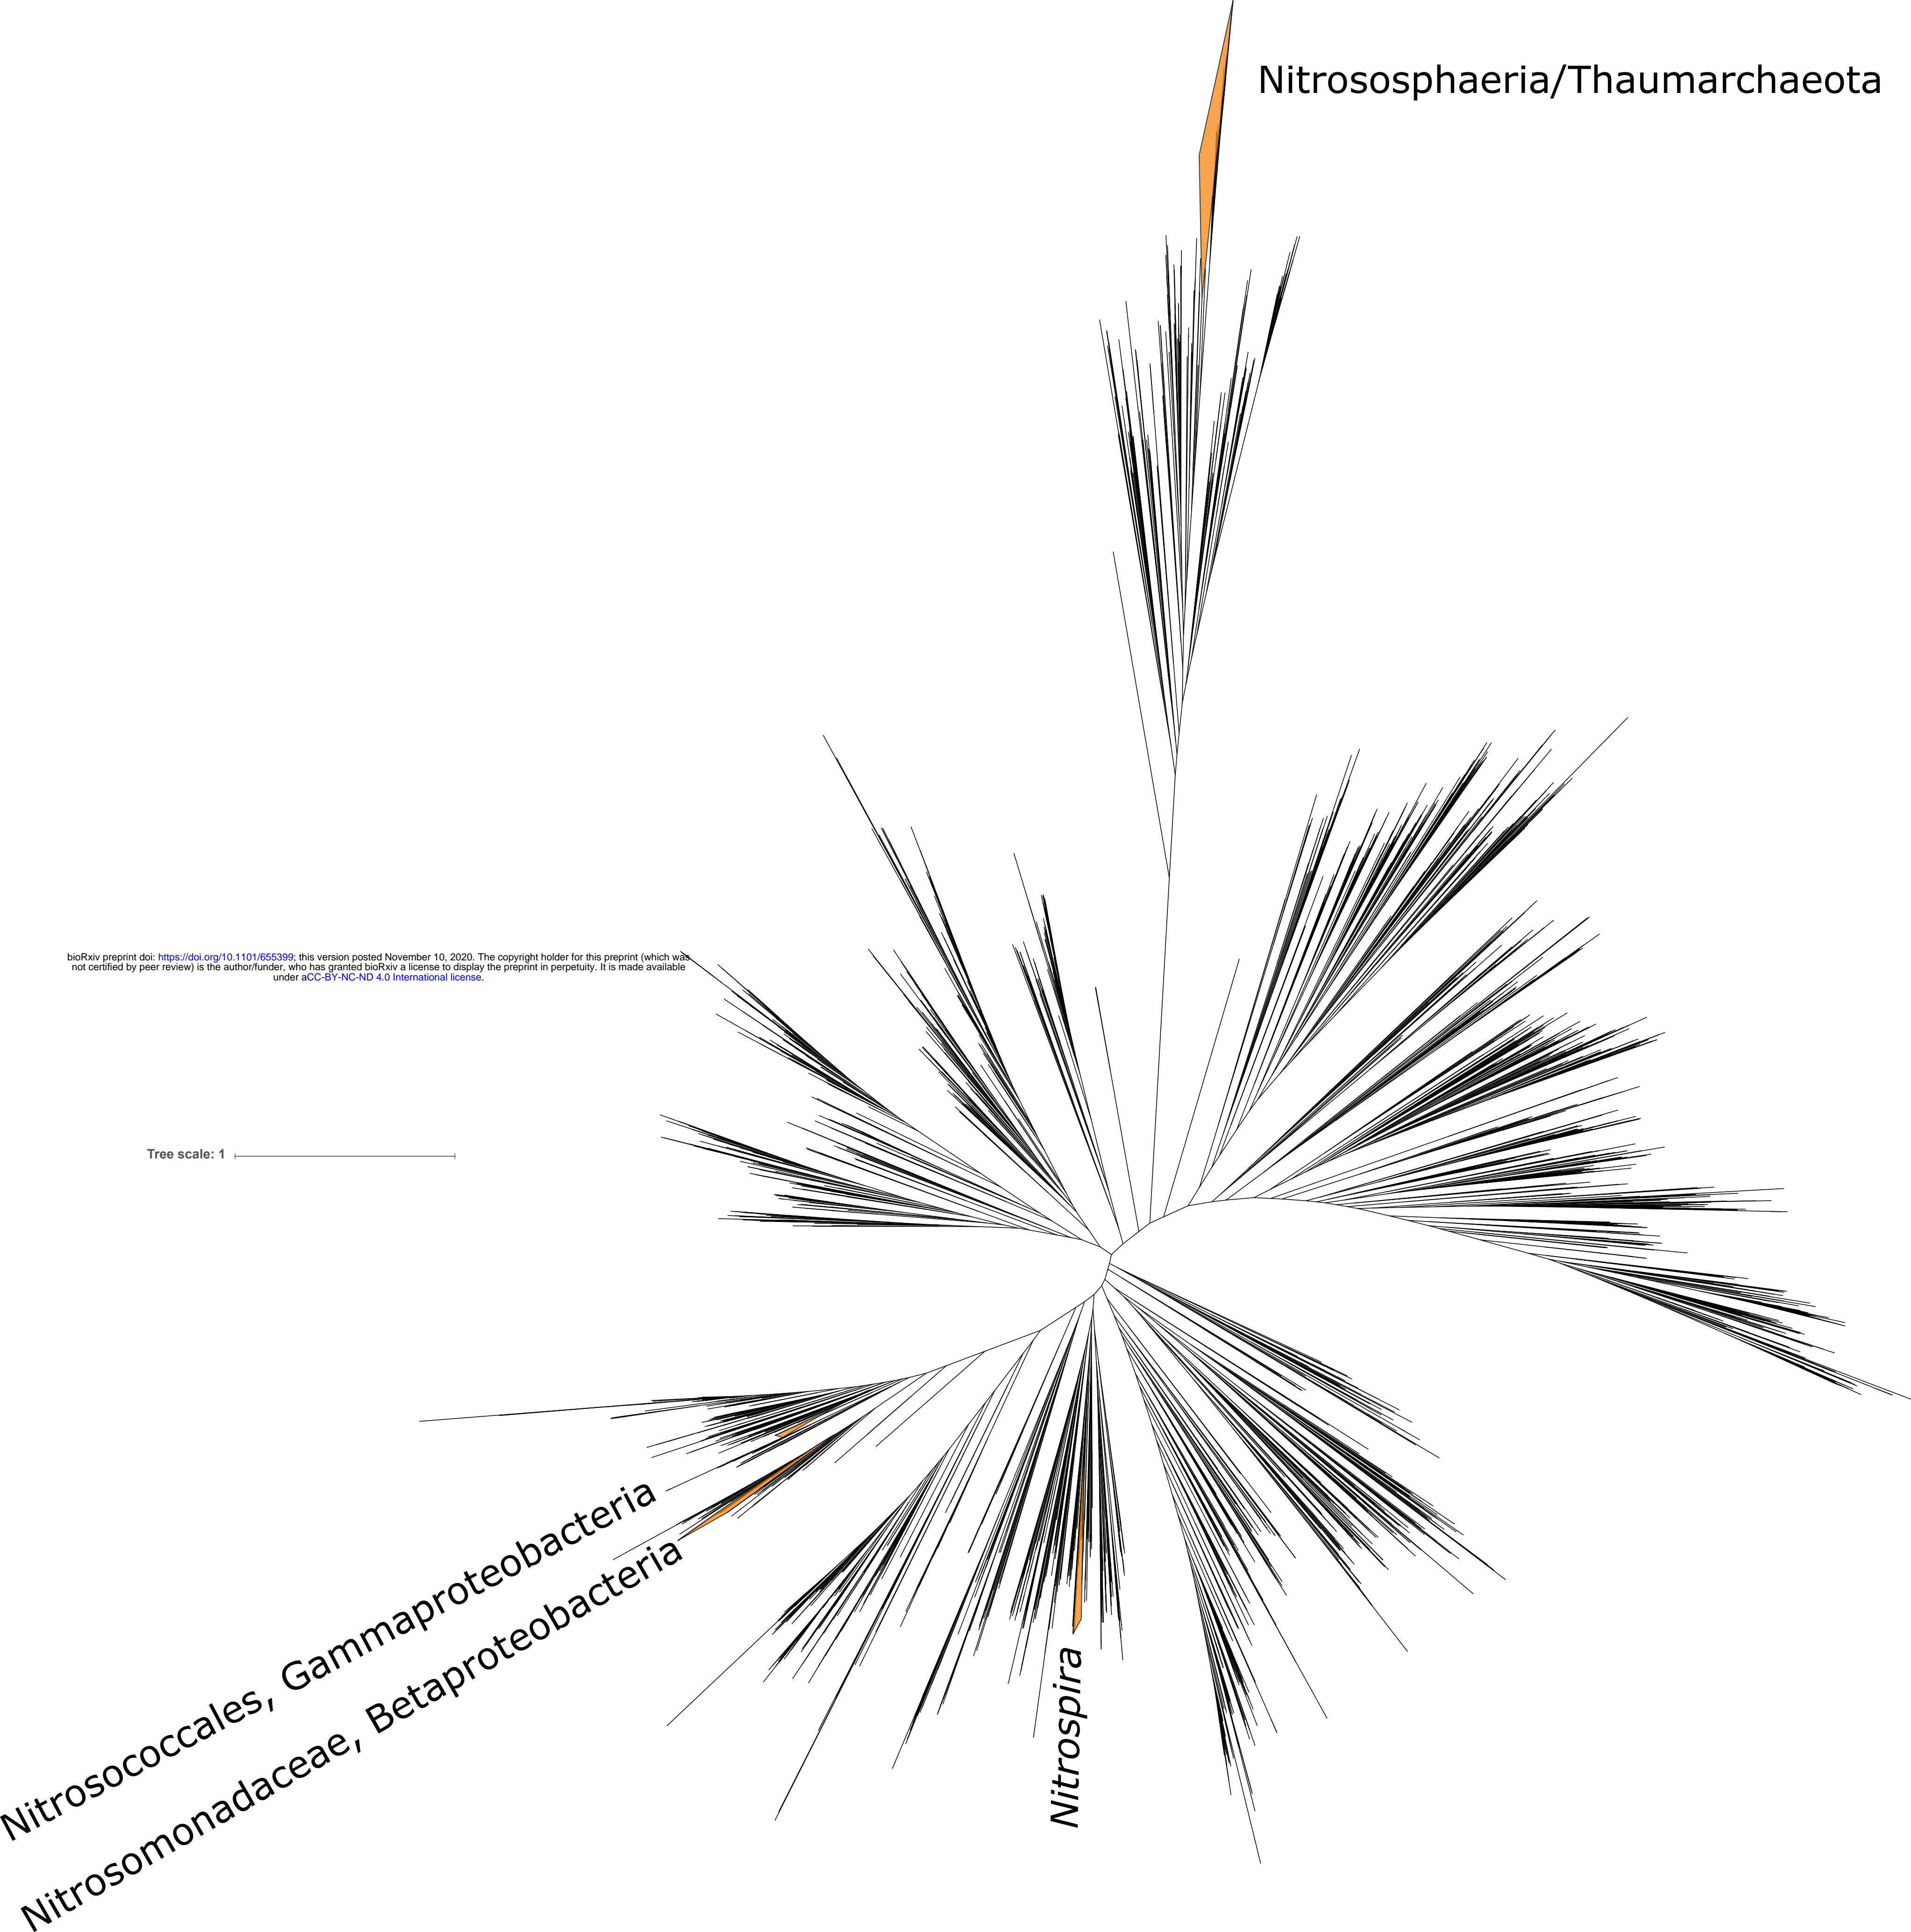 Nitrososphaeria/Thaumarchaeota
bioRxiv preprint doi: https://doi.org/10.1101/655399; this version posted November 10, 2020. The copyright holder for this preprint (which was
not certified by peer review) is the author/funder, who has granted bioRxiv a license to display the preprint in perpetuity. It is made available
under aCC-BY-NC-ND 4.0 International license.
Tree scale: 1
Nitrosococcales, Gammaproteobacteria
Nitrosomonadaceae, Betaproteobacteria
Nitrospira